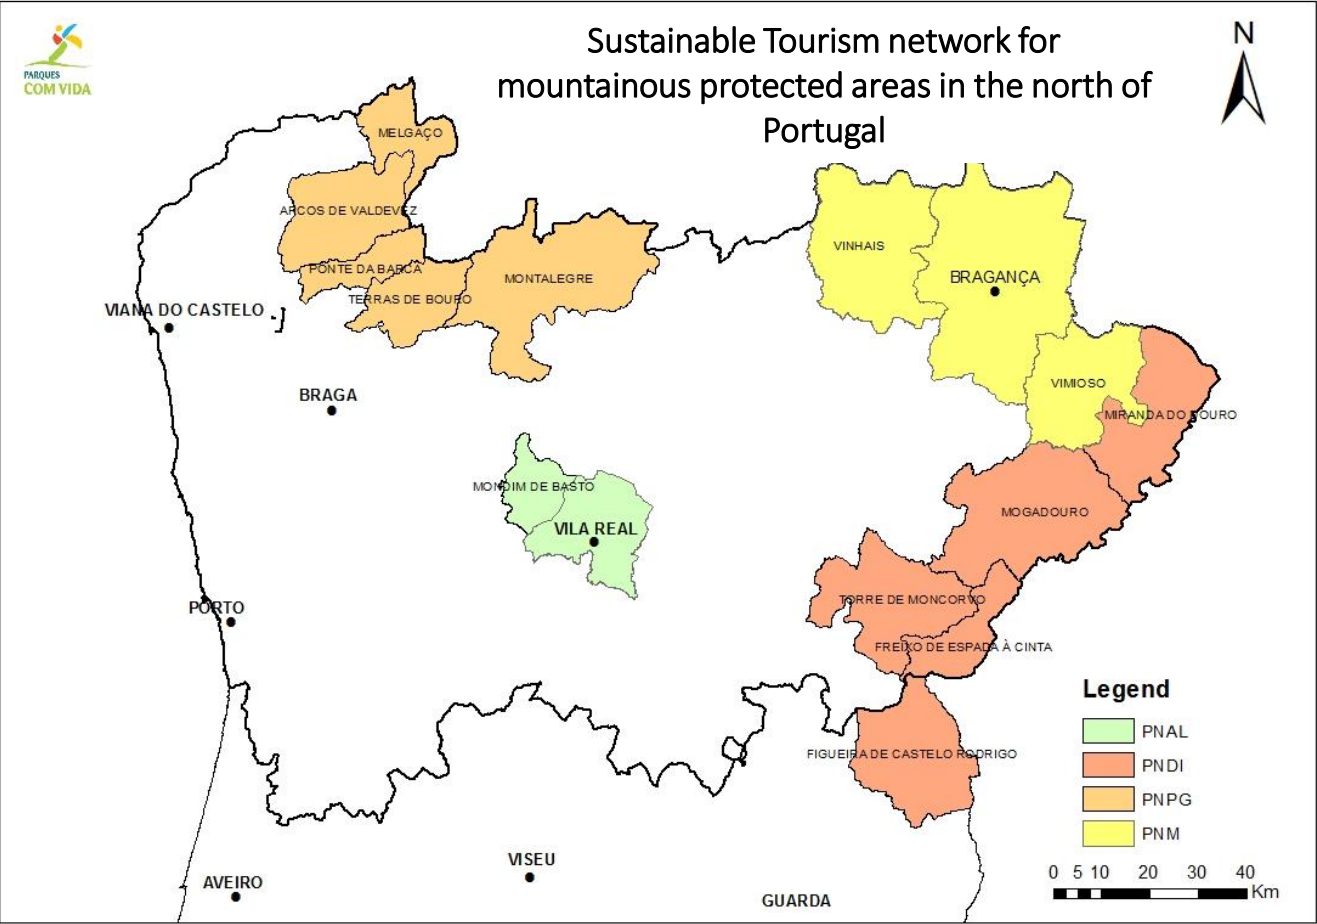 PARQUES
COM VIDA
Sustainable Tourism network for
mountainous protected areas in the north of
Portugal
N
MELGAÇO
ARCOS DE VALDEVEZ
PONTE DA BARCA
TERRAS DE BOURO
MONTALEGRE
VINHAIS
BRAGANÇA
VIANA DO CASTELO
BRAGA
VIMIOSO
MIRANDA DO DOURO
MONDIM DE BASTO
VILA REAL
MOGADOURO
PORTO
TORRE DE MONCORVO
FREIXO DE ESPADA À CINTA
FIGUEIRA DE CASTELO RODRIGO
VISEU
AVEIRO
GUARDA
Legend
PNAL
PNDI
PNPG
PNM
0 5 10 20 30 40
Km